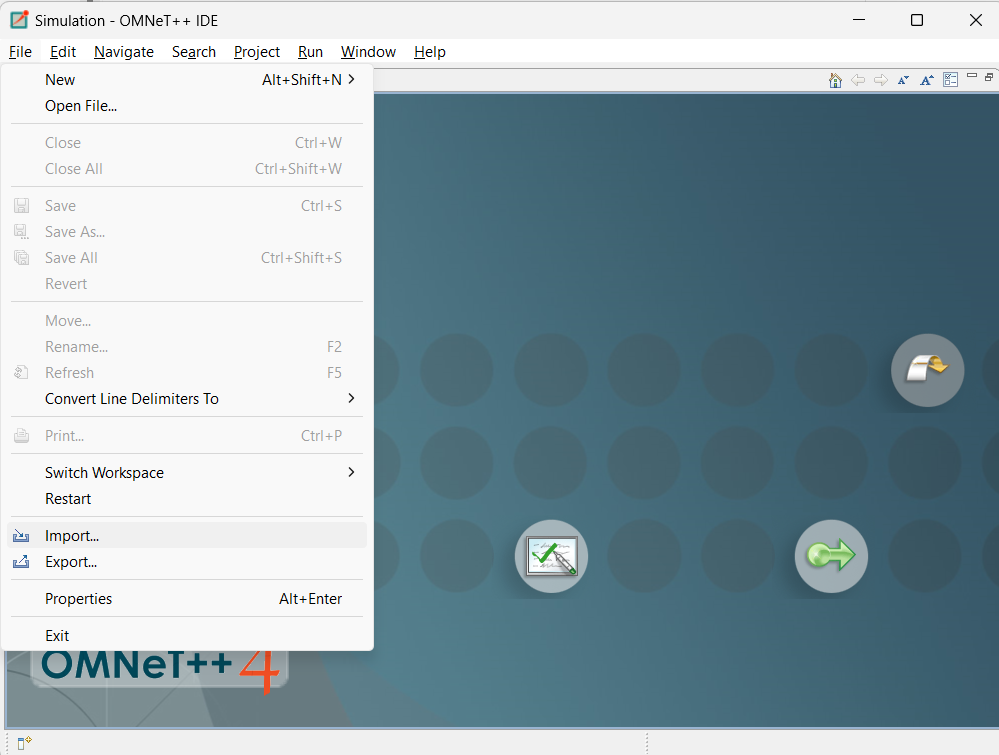 Simulation - OMNeT++ IDE
File Edit Navigate Search Project Run Window Help
New Alt+Shift+N
Open File...
Close Ctrl+W
Close All Ctrl+Shift+W
Save Ctrl+S
Save As...
Save All Ctrl+Shift+S
Revert
Move...
Rename... F2
Refresh F5
Convert Line Delimiters To
Print... Ctrl+P
Switch Workspace
Restart
Import...
Export...
Properties Alt+Enter
Exit
OMNeT++ 4